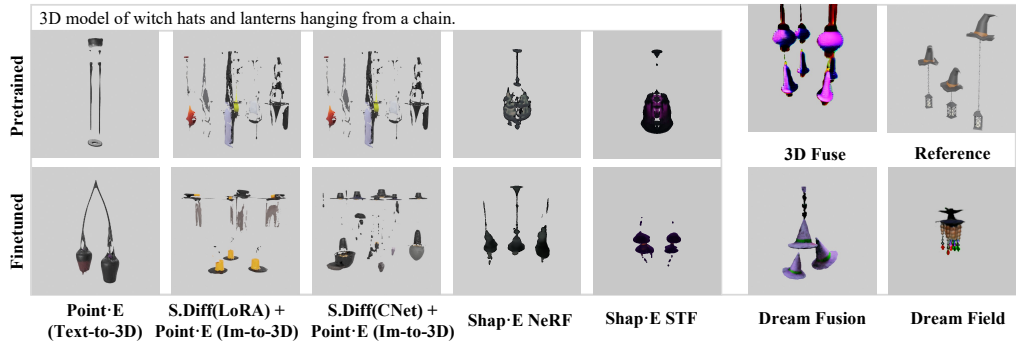 3D model of witch hats and lanterns hanging from a chain.
Pretrained
3D Fuse
Reference
Finetuned
Point·E
(Text-to-3D)
S.Diff(LoRA) +
Point·E (Im-to-3D)
S.Diff(CNet) +
Point·E (Im-to-3D)
Shap·E NeRF
Shap·E STF
Dream Fusion
Dream Field